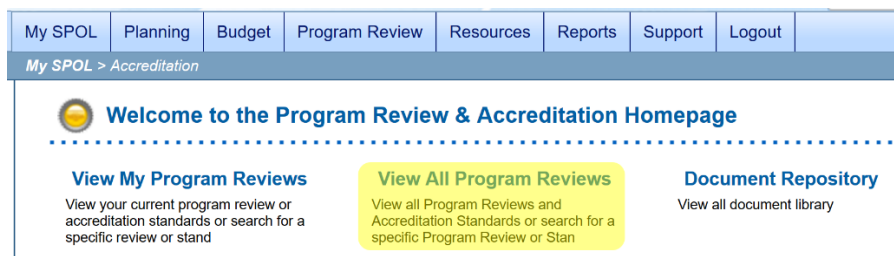 My SPOL Planning Budget Program Review Resources Reports Support Logout
My SPOL > Accreditation
Welcome to the Program Review & Accreditation Homepage
View My Program Reviews
View your current program review or
accreditation standards or search for a
specific review or stand
View All Program Reviews
View all Program Reviews and
Accreditation Standards or search for a
specific Program Review or Stan
Document Repository
View all document library